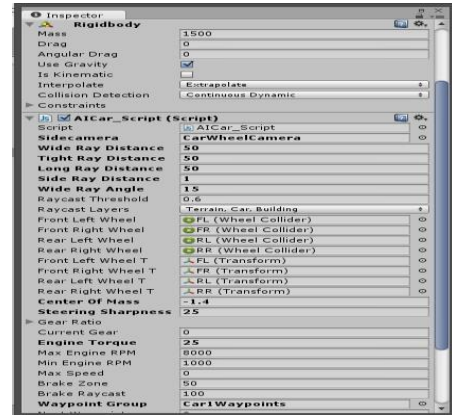 Inspector
Rigidbody
Mass 1500
Drag 0
Angular Drag 0
Use Gravity
Is Kinematic
Interpolate Extrapolate
Collision Detection Continuous Dynamic
Constraints
AICar_Script (Script)
Script AICar_Script
Sidecamera CarWheelCamera
Wide Ray Distance 50
Tight Ray Distance 50
Long Ray Distance 50
Side Ray Distance 1
Wide Ray Angle 15
Raycast Threshold 0.6
Raycast Layers Terrain, Car, Building
Front Left Wheel FL (Wheel Collider)
Front Right Wheel FR (Wheel Collider)
Rear Left Wheel RL (Wheel Collider)
Rear Right Wheel RR (Wheel Collider)
Front Left Wheel T FL (Transform)
Front Right Wheel T FR (Transform)
Rear Left Wheel T RL (Transform)
Rear Right Wheel T RR (Transform)
Center Of Mass -1.4
Steering Sharpness 25
Gear Ratio
Current Gear 0
Engine Torque 25
Max Engine RPM 8000
Min Engine RPM 1000
Max Speed 0
Brake Zone 50
Brake Raycast 100
Waypoint Group Car1Waypoints